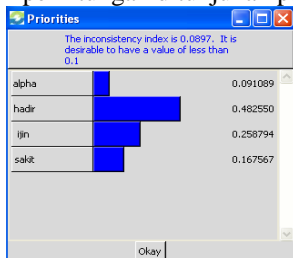 Priorities
The inconsistency index is 0.0897. It is
desirable to have a value of less than
0.1
alpha 0.091089
hadir 0.482550
ijin 0.258794
sakit 0.167567
Okay